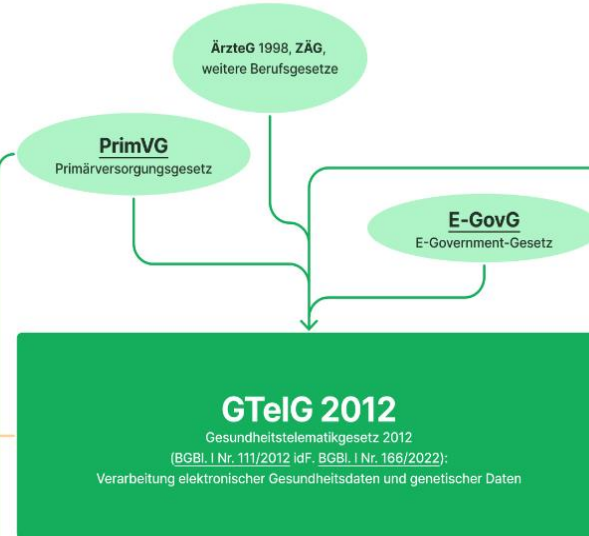 ÄrzteG 1998, ZÄG,
weitere Berufsgesetze
PrimVG
Primärversorgungsgesetz
E-GovG
E-Government-Gesetz
GTelG 2012
Gesundheitstelematikgesetz 2012
(BGBl. I Nr. 111/2012 idF. BGBl. I Nr. 166/2022):
Verarbeitung elektronischer Gesundheitsdaten und genetischer Daten